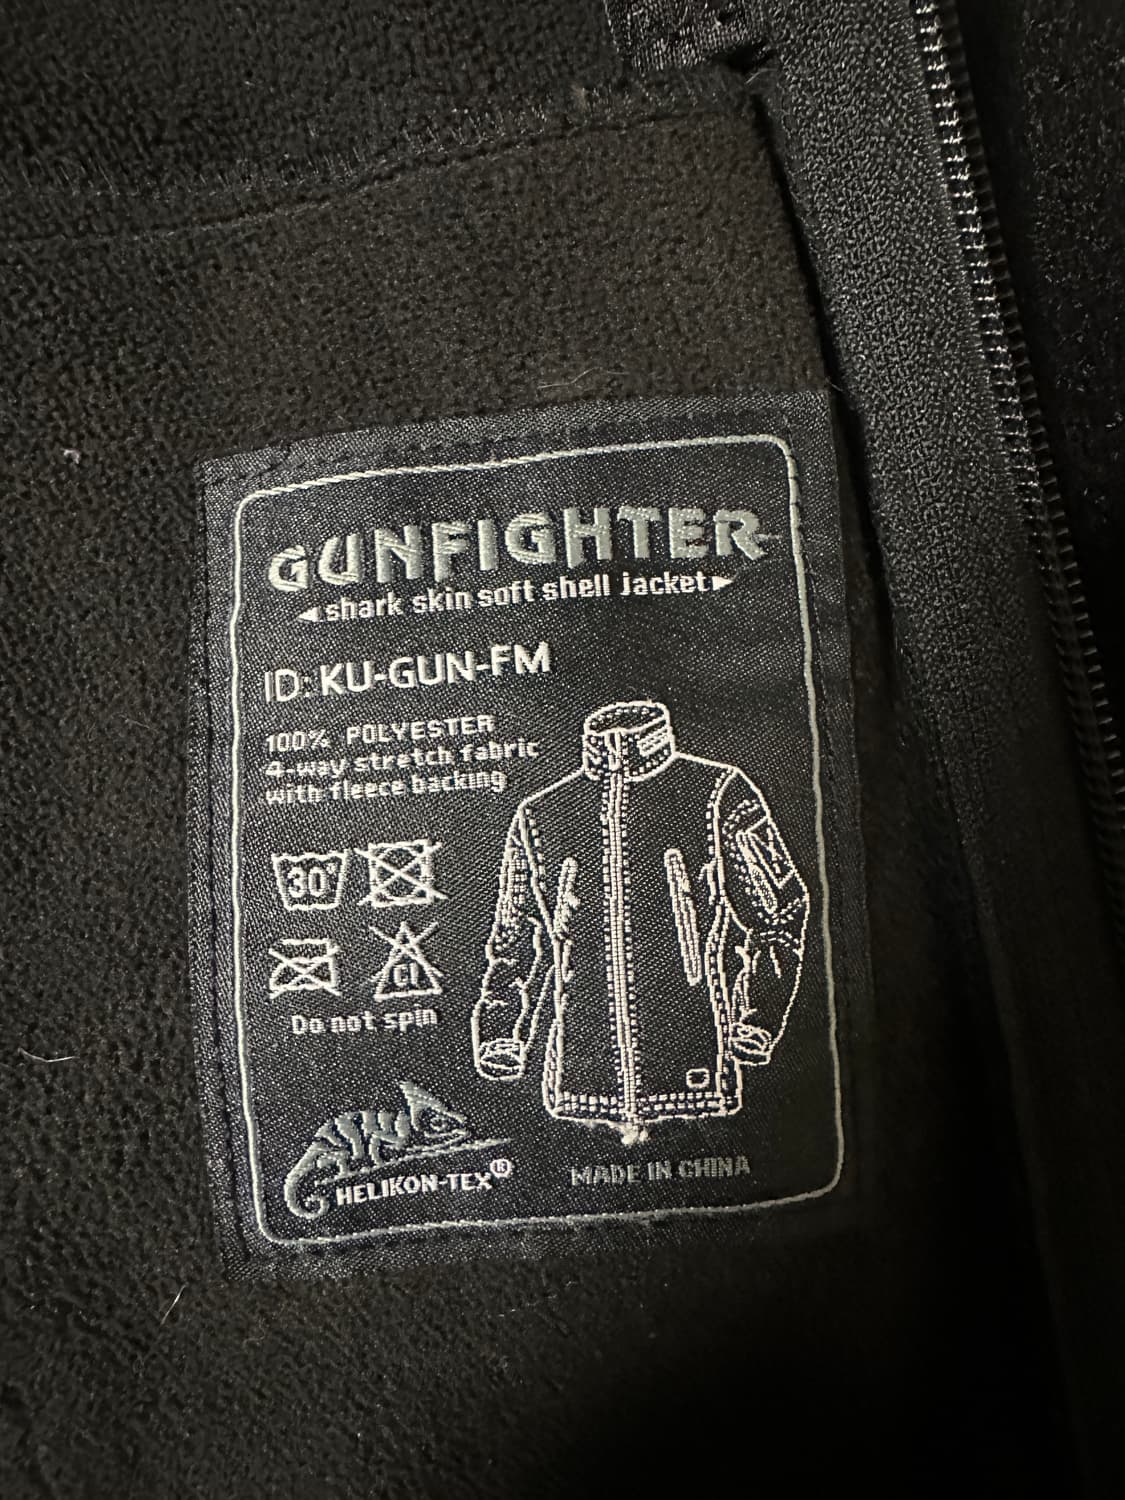 GUNFIGHTER
◄shark skin soft shell jacket►
ID: KU-GUN-FM
100% POLYESTER
4-way stretch fabric
with fleece backing
30°
Cl
Do not spin
HELIKON-TEX®
MADE IN CHINA